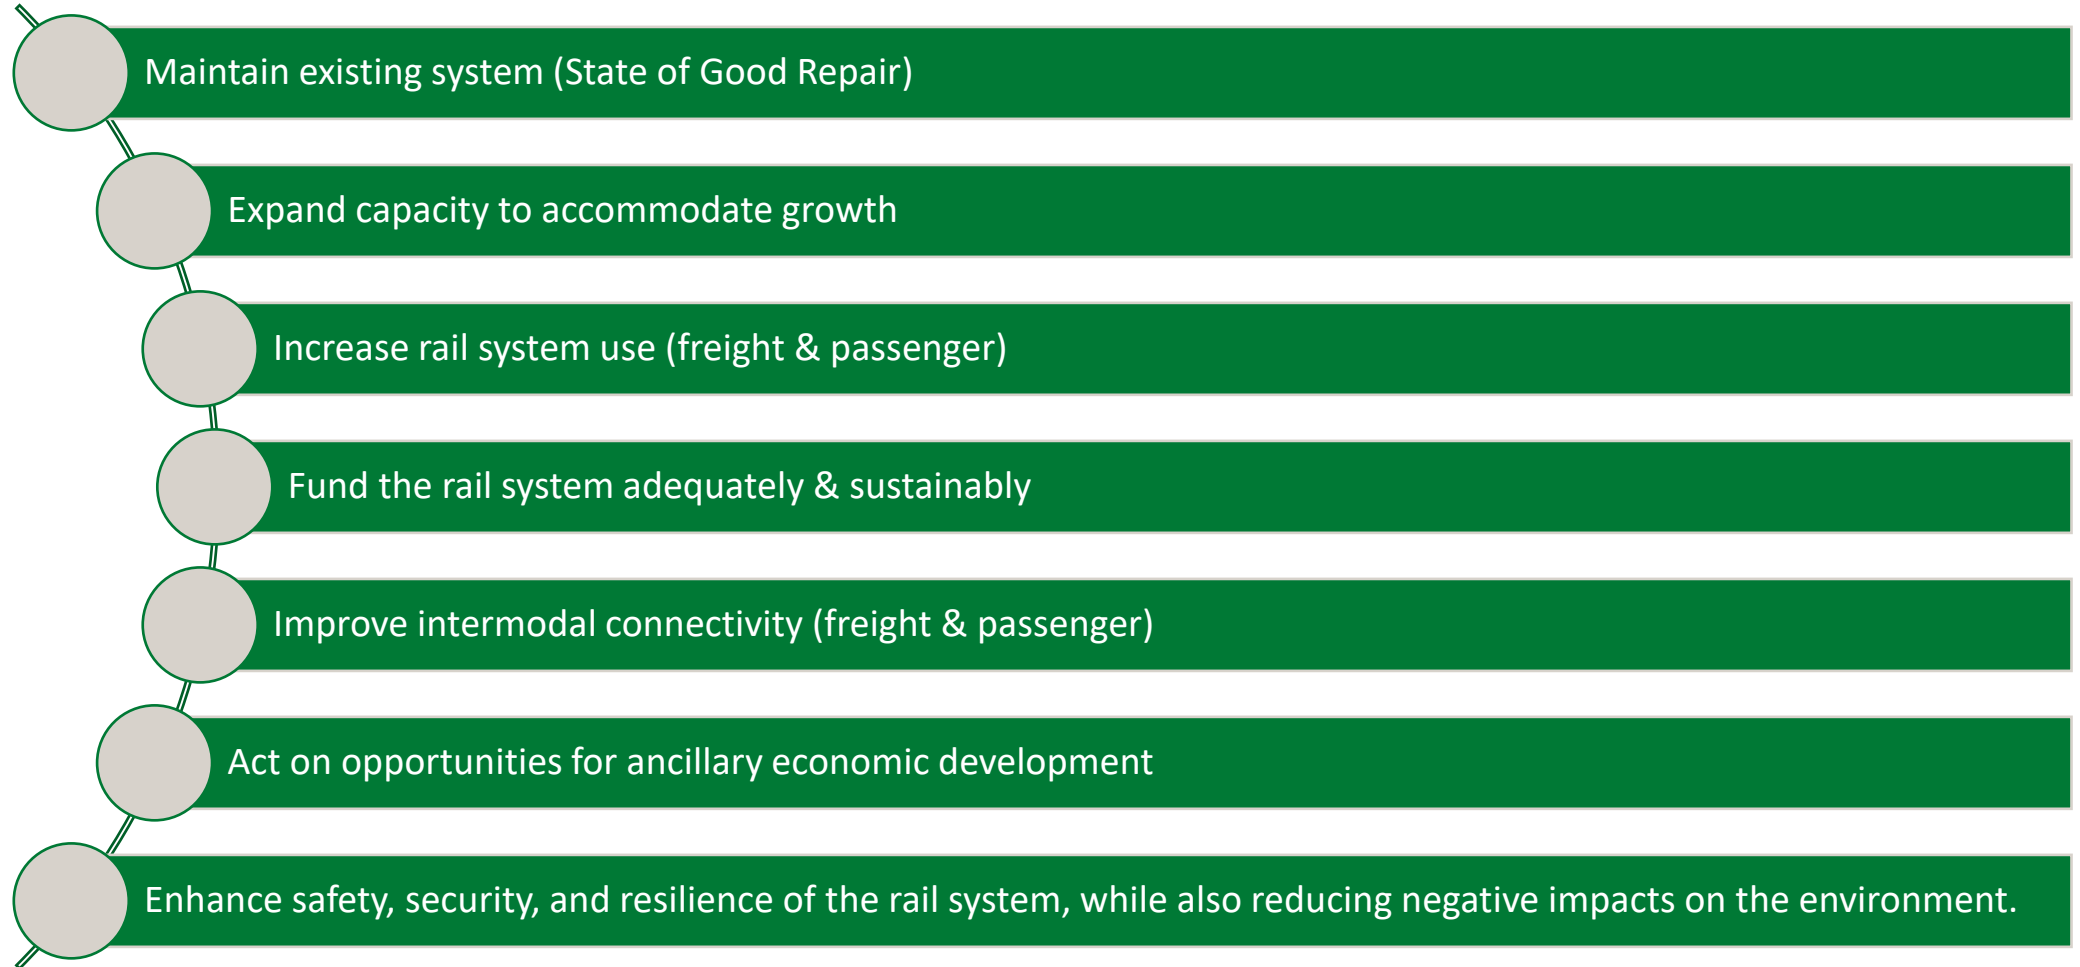 Maintain existing system (State of Good Repair)
Expand capacity to accommodate growth
Increase rail system use (freight & passenger)
Fund the rail system adequately & sustainably
Improve intermodal connectivity (freight & passenger)
Act on opportunities for ancillary economic development
Enhance safety, security, and resilience of the rail system, while also reducing negative impacts on the environment.